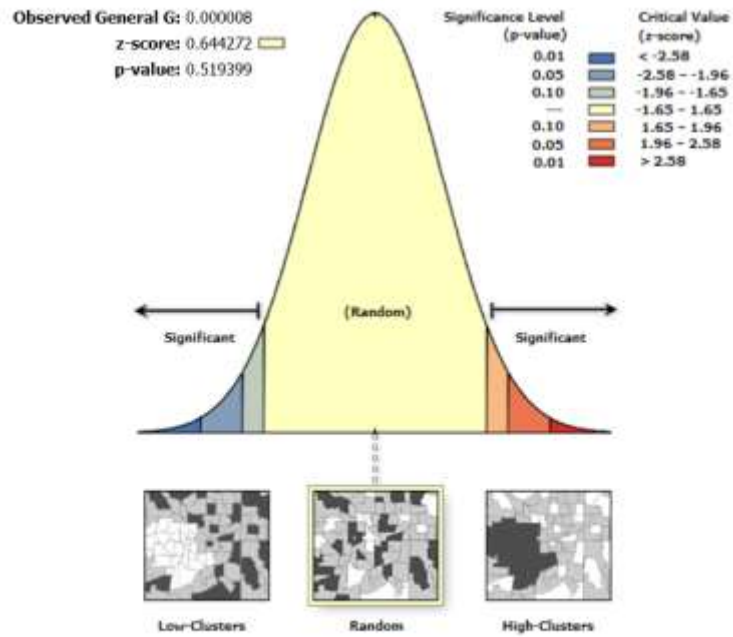 Observed General G: 0.000008
z-score: 0.644272
p-value: 0.519399
Significance Level
(p-value)
Critical Value
(z-score)
0.01 < -2.58
0.05 -2.58 - -1.96
0.10 -1.96 - -1.65
--- -1.65 - 1.65
0.10 1.65 - 1.96
0.05 1.96 - 2.58
0.01 > 2.58
(Random)
Significant
Significant
Low-Clusters
Random
High-Clusters